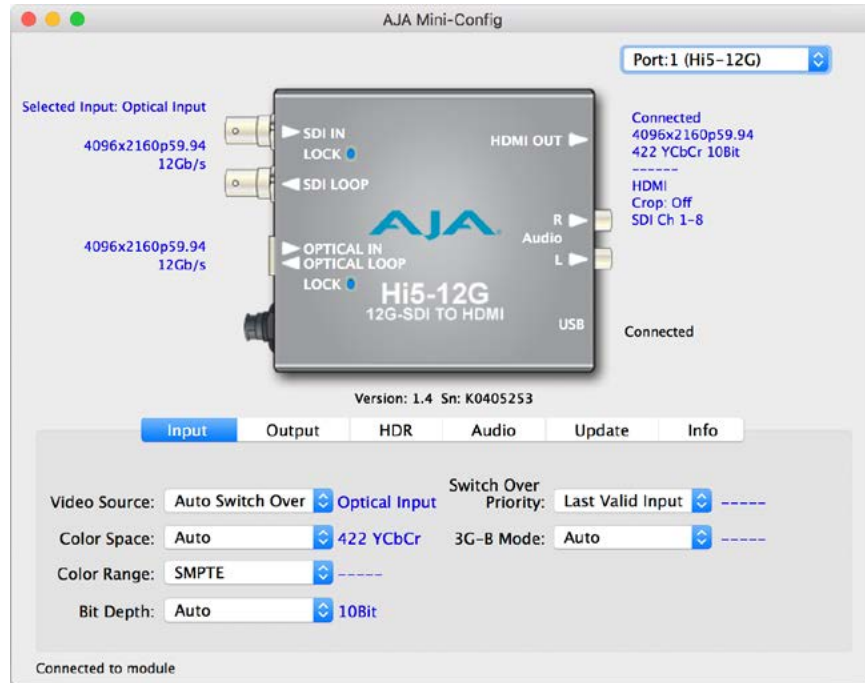 AJA Mini-Config
Port:1 (Hi5-12G)
Selected Input: Optical Input
4096x2160p59.94
12Gb/s
4096x2160p59.94
12Gb/s
SDI IN
LOCK
SDI LOOP
HDMI OUT
AJA
R
Audio
L
OPTICAL IN
OPTICAL LOOP
LOCK
Hi5-12G
12G-SDI TO HDMI
USB
Connected
4096x2160p59.94
422 YCbCr 10Bit
------
HDMI
Crop: Off
SDI Ch 1-8
Connected
Version: 1.4 Sn: K0405253
Input Output HDR Audio Update Info
Video Source: Auto Switch Over Optical Input
Color Space: Auto 422 YCbCr
Color Range: SMPTE -----
Bit Depth: Auto 10Bit
Switch Over
Priority: Last Valid Input -----
3G-B Mode: Auto -----
Connected to module